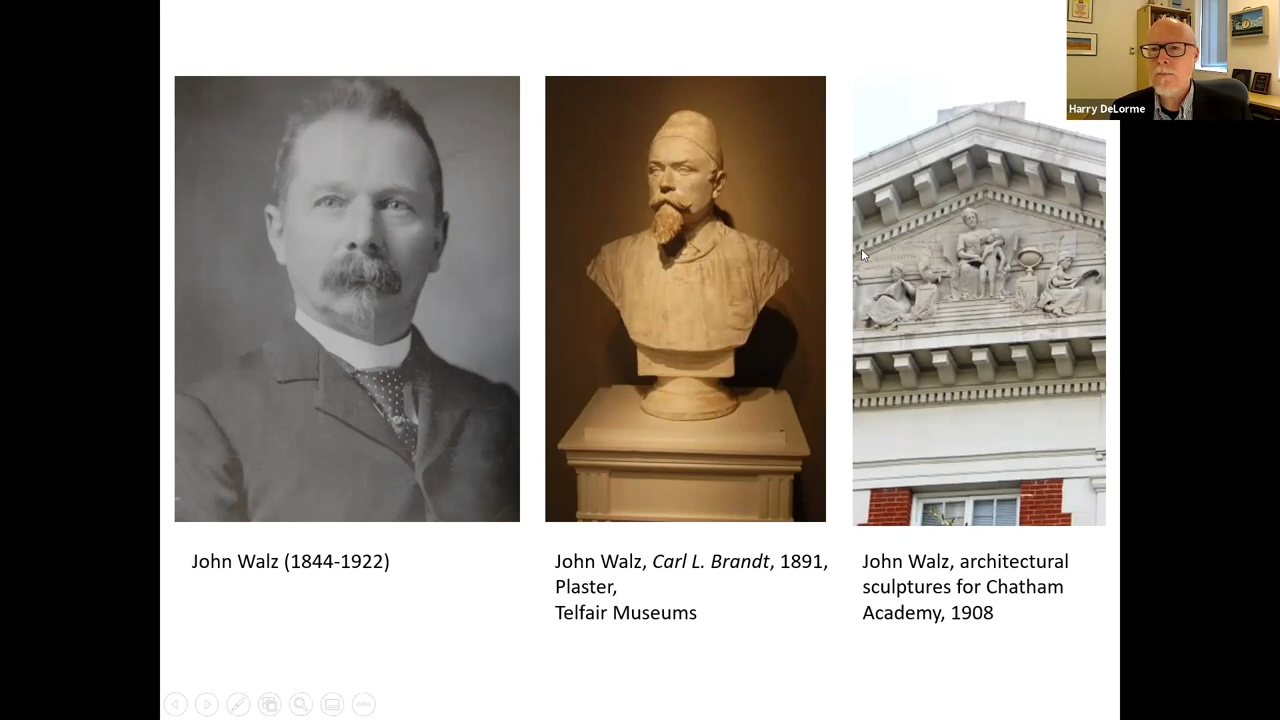 Harry DeLorme
John Walz (1844-1922)
John Walz, Carl L. Brandt, 1891,
Plaster,
Telfair Museums
John Walz, architectural
sculptures for Chatham
Academy, 1908